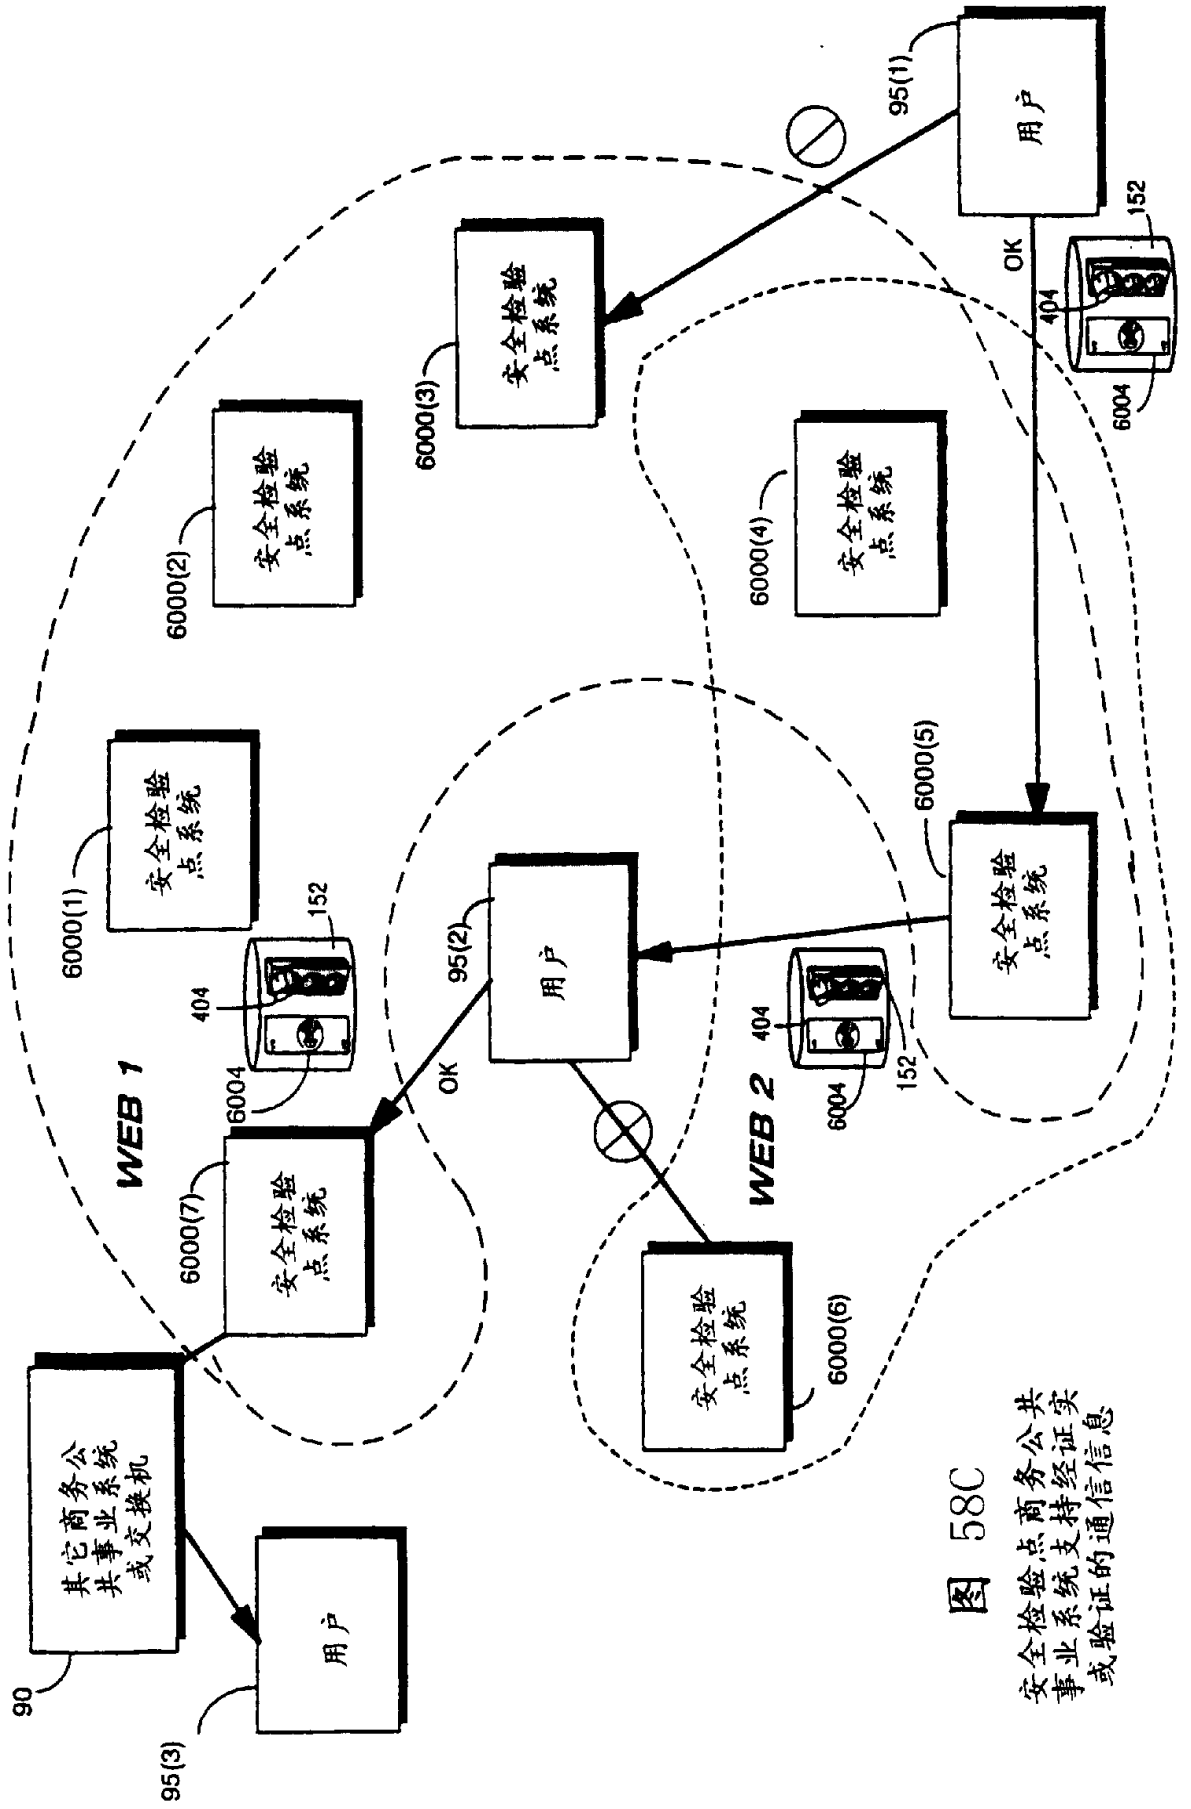 90
其它商务公
共事业系统
或交换机
95(3)
用户
6000(7)
安全检验
点系统
WEB 1
6004
404
152
6000(1)
安全检验
点系统
6000(2)
安全检验
点系统
6000(3)
安全检验
点系统
OK
95(2)
用户
6000(6)
安全检验
点系统
WEB 2
404
6004
152
6000(4)
安全检验
点系统
6000(5)
安全检验
点系统
95(1)
用户
OK
404
152
6004
图 58C
安全检验点商务公共
事业系统支持经证实
或验证的通信信息